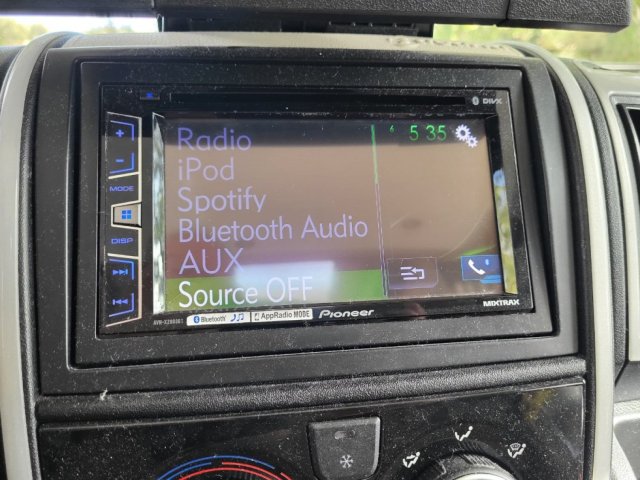 DIVX
+
-
MODE
DISP
Radio
iPod
Spotify
Bluetooth Audio
AUX
Source OFF
5 35
MIXTRAX
Bluetooth
AppRadio MODE
Pioneer